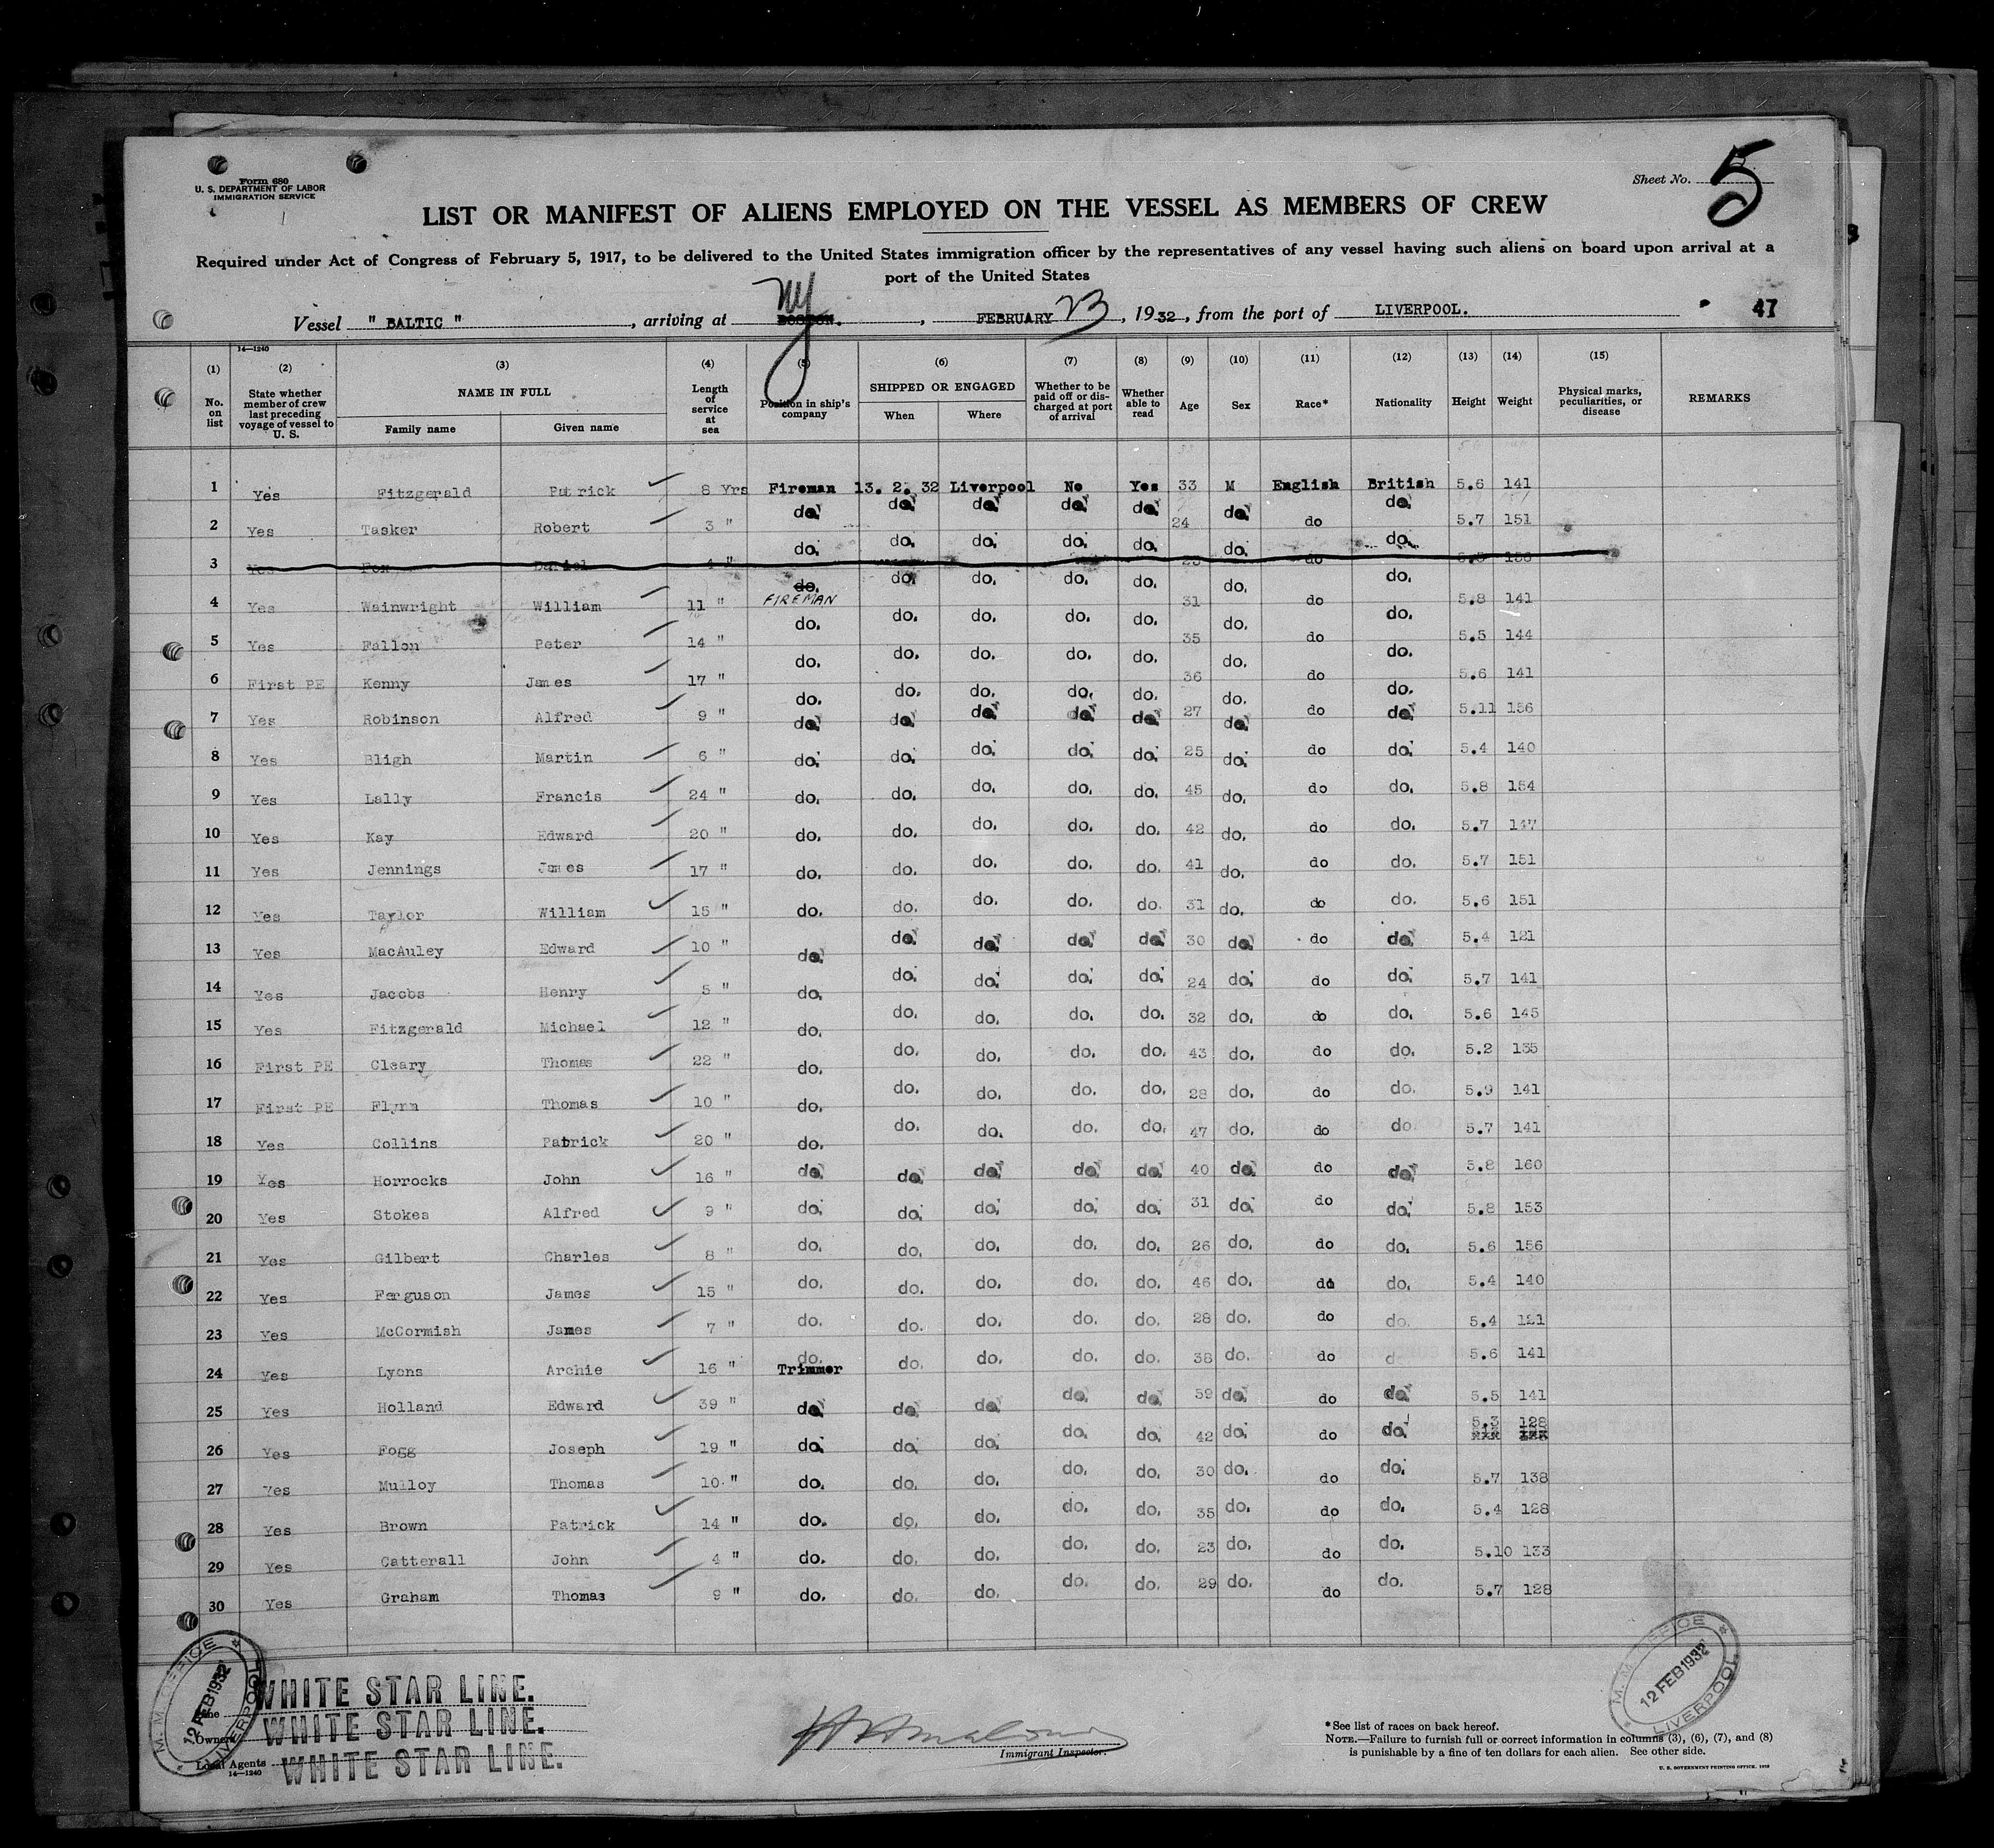 Form 680
U. S. DEPARTMENT OF LABOR
IMMIGRATION SERVICE
Sheet No. 5
LIST OR MANIFEST OF ALIENS EMPLOYED ON THE VESSEL AS MEMBERS OF CREW
Required under Act of Congress of February 5, 1917, to be delivered to the United States immigration officer by the representatives of any vessel having such aliens on board upon arrival at a
port of the United States
Vessel " BALTIC ", arriving at BOSTON. NY, FEBRUARY 23, 1932, from the port of LIVERPOOL. 47
14—1240
(1) (2) (3) (4) (5) (6) (7) (8) (9) (10) (11) (12) (13) (14) (15)
No. on list State whether member of crew last preceding voyage of vessel to U. S. NAME IN FULL Family name Given name Length of service at sea Position in ship's company SHIPPED OR ENGAGED When Where Whether to be paid off or discharged at port of arrival Whether able to read Age Sex Race* Nationality Height Weight Physical marks, peculiarities, or disease REMARKS
1 Yes Fitzgerald Patrick 8 Yrs Fireman 13. 2. 32 Liverpool No Yes 33 M English British 5.6 141
2 Yes Tasker Robert 3 " do. do. do. do. do. 24 do. do do. 5.7 151
3 Yes Fox Daniel 4 " do. do. do. do. do. do. do do.
4 Yes Wainwright William 11 " do. FIREMAN do. do. do. do. 31 do. do do. 5.8 141
5 Yes Fallon Peter 14 " do. do. do. do. do. 35 do. do do. 5.5 144
6 First PE Kenny James 17 " do. do. do. do. do. 36 do. do do. 5.6 141
7 Yes Robinson Alfred 9 " do. do. do. do. do. 27 do. do do. 5.11 156
8 Yes Bligh Martin 6 " do. do. do. do. do. 25 do. do do. 5.4 140
9 Yes Lally Francis 24 " do. do. do. do. do. 45 do. do do. 5.8 154
10 Yes Kay Edward 20 " do. do. do. do. do. 42 do. do do. 5.7 147
11 Yes Jennings James 17 " do. do. do. do. do. 41 do. do do. 5.7 151
12 Yes Taylor William 15 " do. do. do. do. do. 31 do. do do. 5.6 151
13 Yes MacAuley Edward 10 " do. do. do. do. do. 30 do. do do. 5.4 121
14 Yes Jacobs Henry 5 " do. do. do. do. do. 24 do. do do. 5.7 141
15 Yes Fitzgerald Michael 12 " do. do. do. do. do. 32 do. do do. 5.6 145
16 First PE Cleary Thomas 22 " do. do. do. do. do. 43 do. do do. 5.2 135
17 First PE Flynn Thomas 10 " do. do. do. do. do. 28 do. do do. 5.9 141
18 Yes Collins Patrick 20 " do. do. do. do. do. 47 do. do do 5.7 141
19 Yes Horrocks John 16 " do. do. do. do. do. 40 do. do do. 5.8 160
20 Yes Stokes Alfred 9 " do. do. do. do. do. 31 do. do do. 5.8 153
21 Yes Gilbert Charles 8 " do. do. do. do. do. 26 do. do do. 5.6 156
22 Yes Ferguson James 15 " do. do. do. do. do. 46 do. do do. 5.4 140
23 Yes McCormish James 7 " do. do. do. do. do. 28 do. do do. 5.4 121
24 Yes Lyons Archie 16 " do. Trimmer do. do. do. do. 38 do. do d 5.6 141
25 Yes Holland Edward 39 " do. do. do. do. do. 59 do. do do. 5.5 141
26 Yes Fogg Joseph 19 " do. do. do. do. do. 42 do. do do. 5.3 128
27 Yes Mulloy Thomas 10 " do. do. do. do. do. 30 do. do do. 5.7 138
28 Yes Brown Patrick 14 " do. do. do. do. do. 35 do. do do. 5.4 128
29 Yes Catterall John 4 " do. do. do. do. do. 23 do. do do. 5.10 133
30 Yes Graham Thomas 9 " do. do. do. do. do. 29 do. do do. 5.7 128
M. M. OFFICE 12 FEB 1932 LIVERPOOL
M. M. OFFICE 12 FEB 1932 LIVERPOOL
Line WHITE STAR LINE.
Owners WHITE STAR LINE.
Local Agents WHITE STAR LINE.
14—1240
Immigrant Inspector.
*See list of races on back hereof.
NOTE.—Failure to furnish full or correct information in columns (3), (6), (7), and (8)
is punishable by a fine of ten dollars for each alien. See other side.
U. S. GOVERNMENT PRINTING OFFICE. 1929